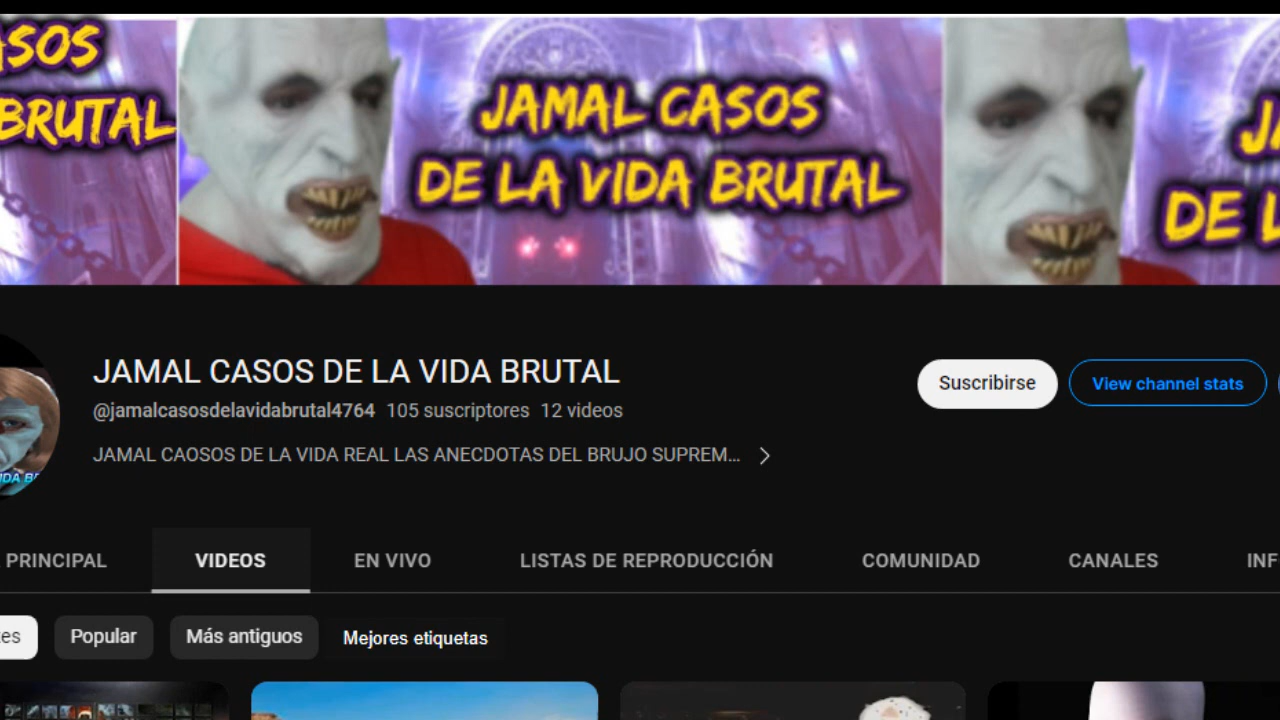 ASOS
BRUTAL
JAMAL CASOS
DE LA VIDA BRUTAL
JA
DE L
JAMAL CASOS DE LA VIDA BRUTAL
@jamalcasosdelavidabrutal4764 105 suscriptores 12 videos
JAMAL CAOSOS DE LA VIDA REAL LAS ANECDOTAS DEL BRUJO SUPREM...
Suscribirse
View channel stats
IDA BR
PRINCIPAL VIDEOS EN VIVO LISTAS DE REPRODUCCIÓN COMUNIDAD CANALES INF
es Popular Más antiguos Mejores etiquetas